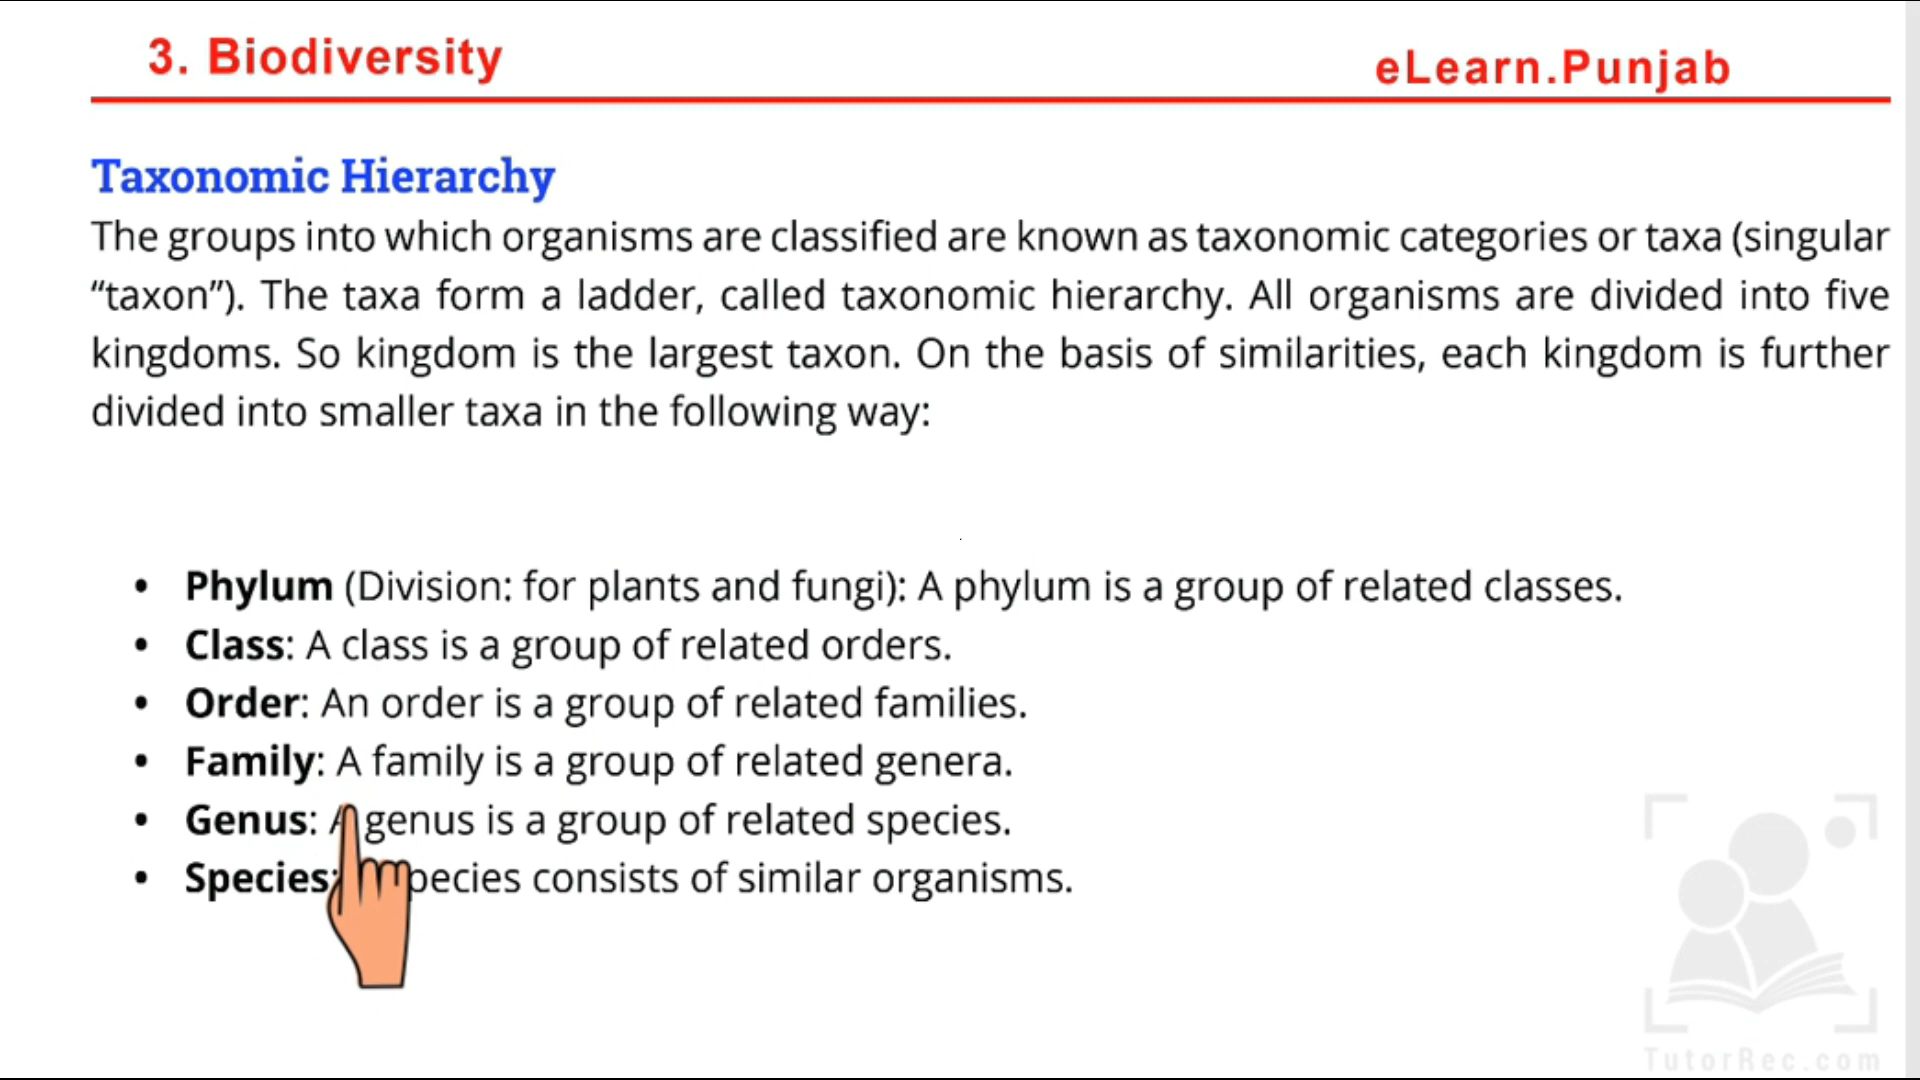 3. Biodiversity
eLearn.Punjab
Taxonomic Hierarchy
The groups into which organisms are classified are known as taxonomic categories or taxa (singular
“taxon”). The taxa form a ladder, called taxonomic hierarchy. All organisms are divided into five
kingdoms. So kingdom is the largest taxon. On the basis of similarities, each kingdom is further
divided into smaller taxa in the following way:
• Phylum (Division: for plants and fungi): A phylum is a group of related classes.
• Class: A class is a group of related orders.
• Order: An order is a group of related families.
• Family: A family is a group of related genera.
• Genus: A genus is a group of related species.
• Species: pecies consists of similar organisms.
TutorRec.com